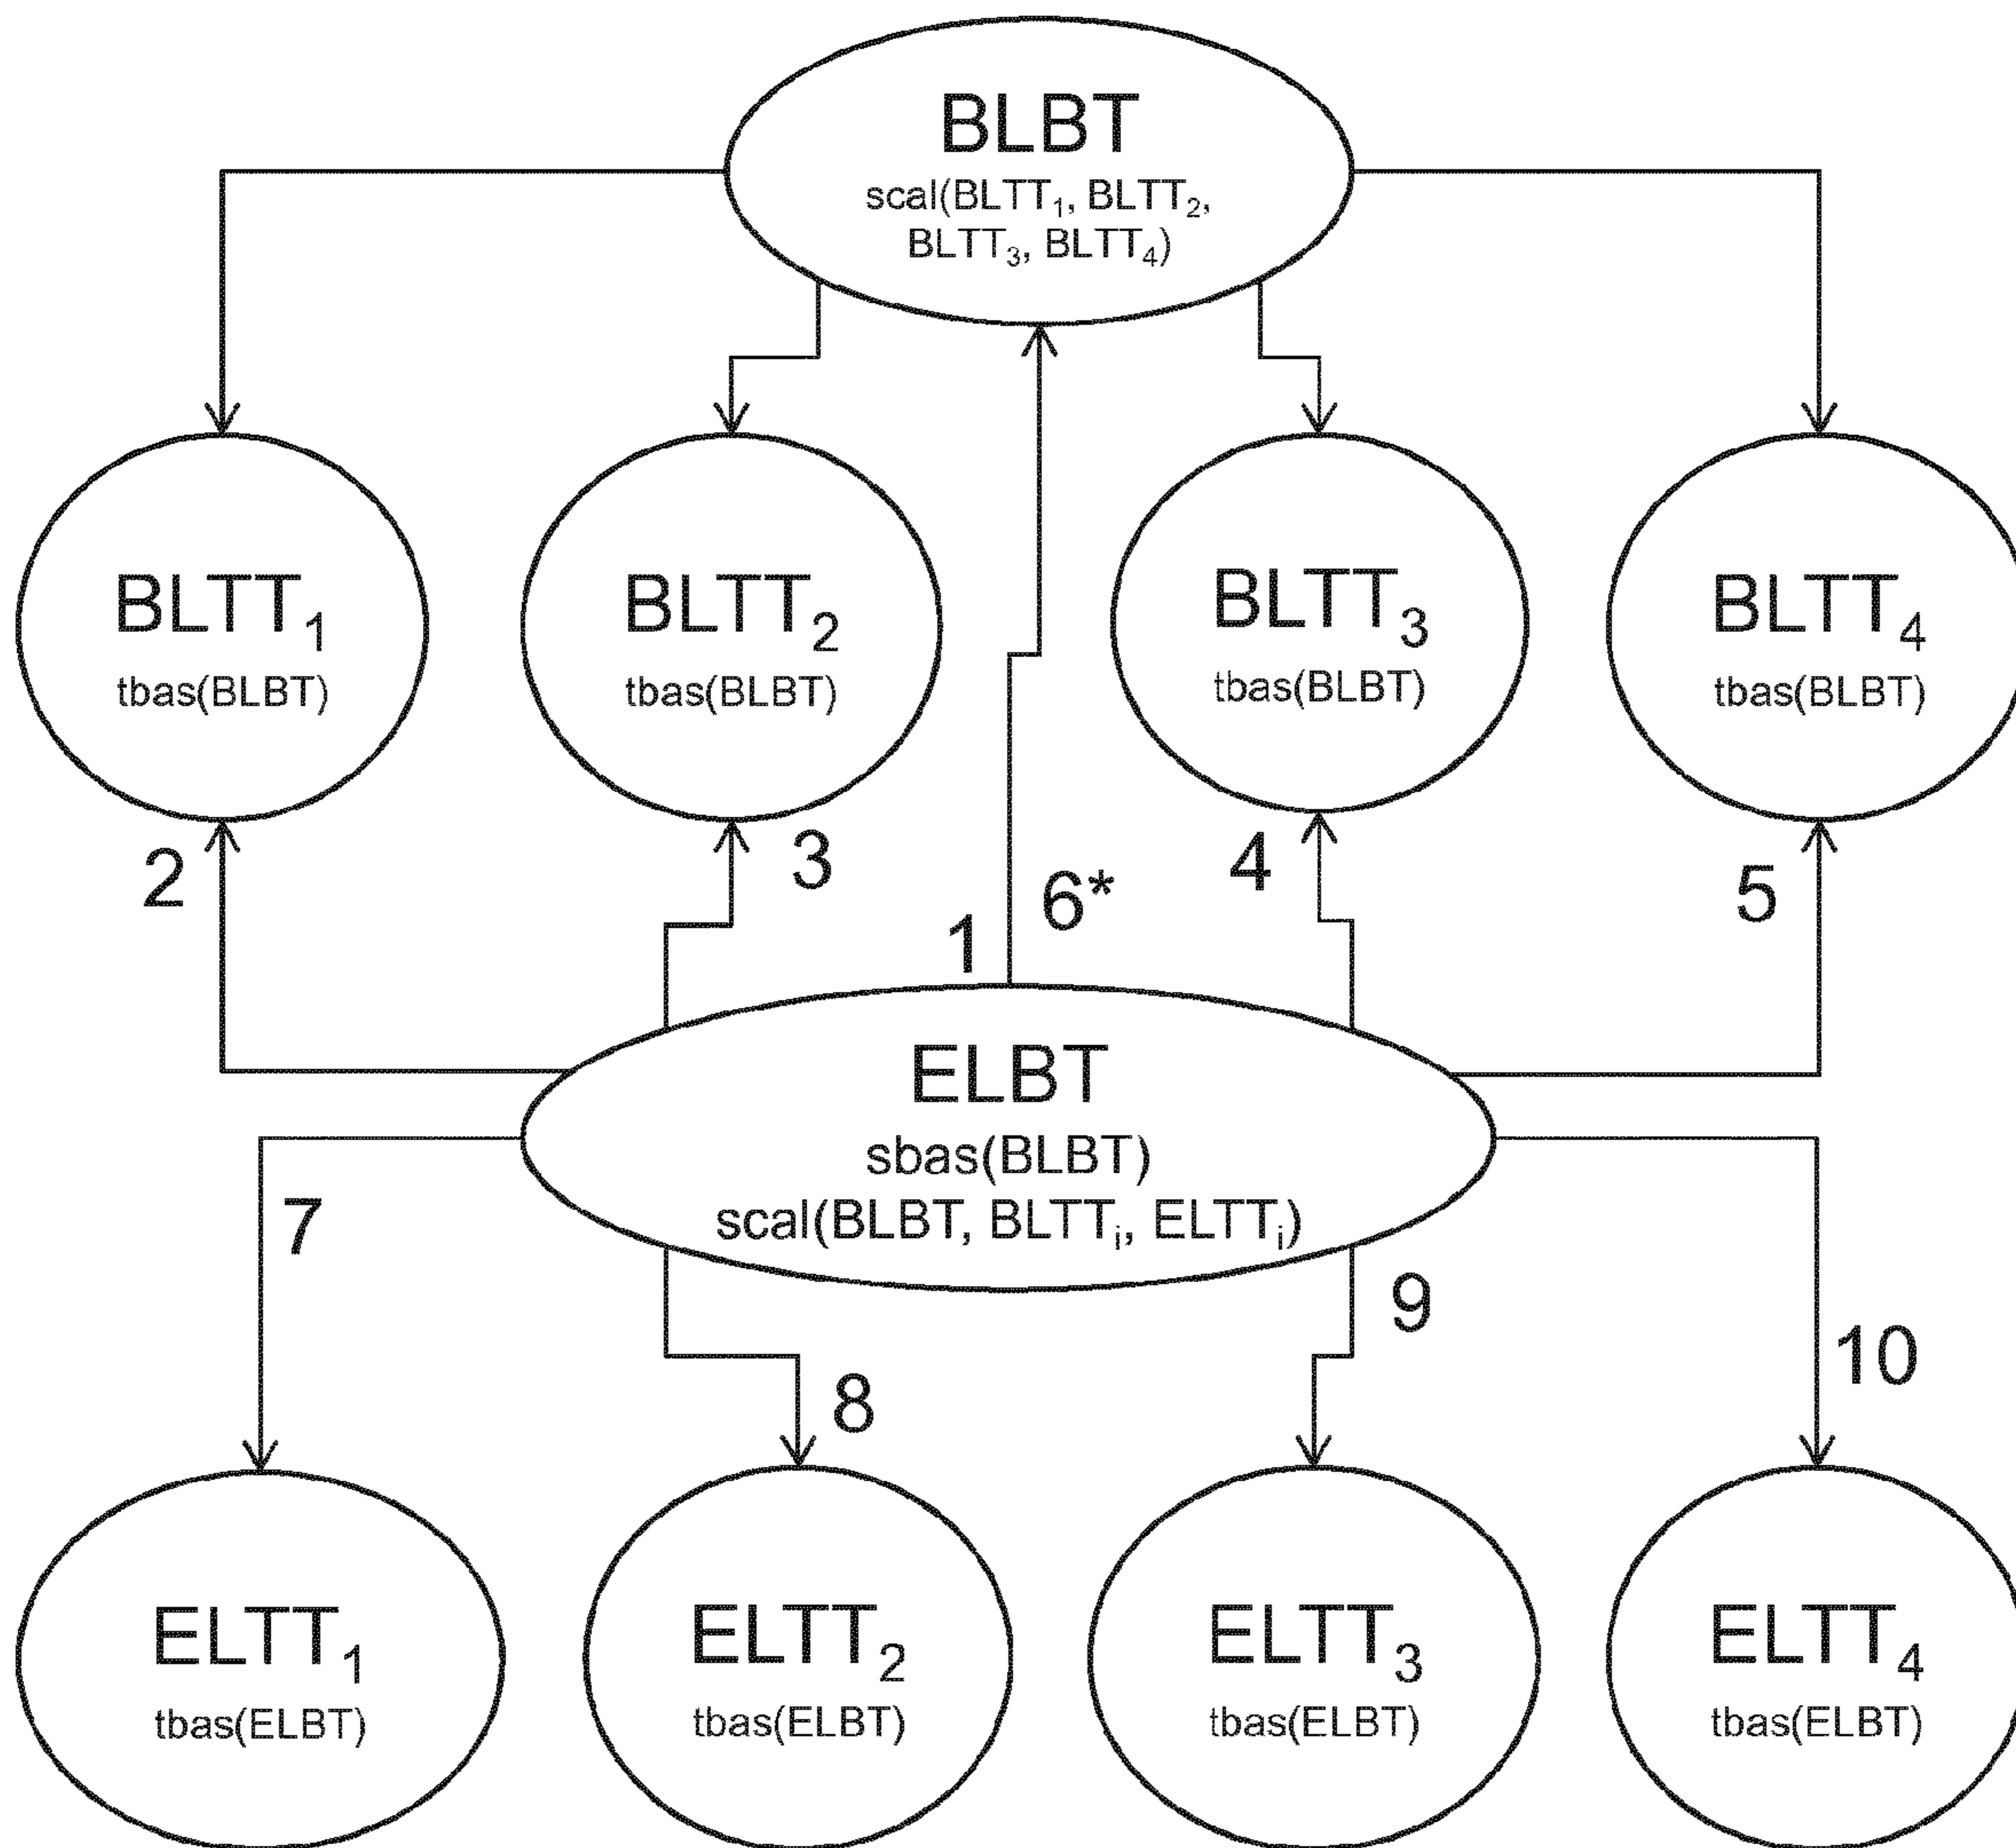 BLBT
scal(BLTT₁, BLTT₂,
BLTT₃, BLTT₄)
BLTT₁
tbas(BLBT)
BLTT₂
tbas(BLBT)
BLTT₃
tbas(BLBT)
BLTT₄
tbas(BLBT)
2
3
1
6*
4
5
ELBT
sbas(BLBT)
scal(BLBT, BLTTᵢ, ELTTᵢ)
7
8
9
10
ELTT₁
tbas(ELBT)
ELTT₂
tbas(ELBT)
ELTT₃
tbas(ELBT)
ELTT₄
tbas(ELBT)